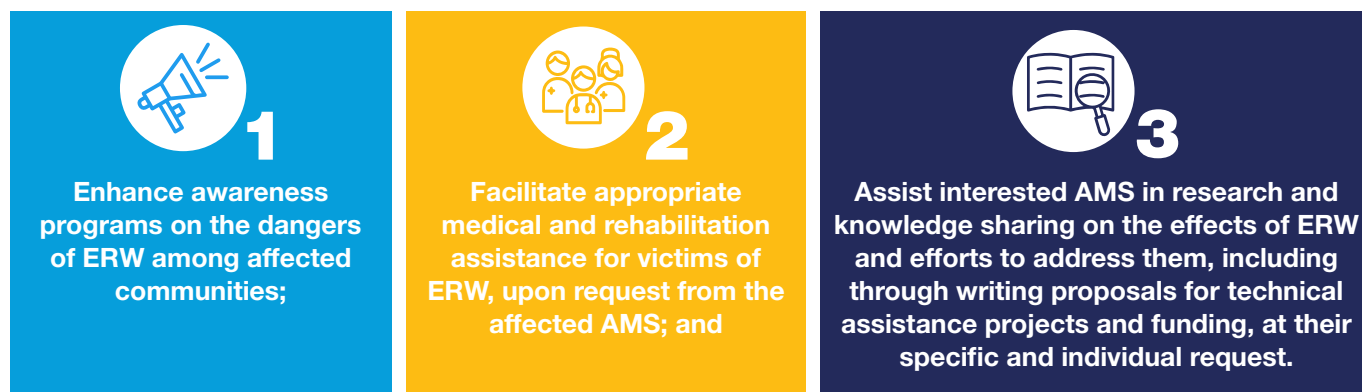 1
Enhance awareness
programs on the dangers
of ERW among affected
communities;
2
Facilitate appropriate
medical and rehabilitation
assistance for victims of
ERW, upon request from the
affected AMS; and
3
Assist interested AMS in research and
knowledge sharing on the effects of ERW
and efforts to address them, including
through writing proposals for technical
assistance projects and funding, at their
specific and individual request.